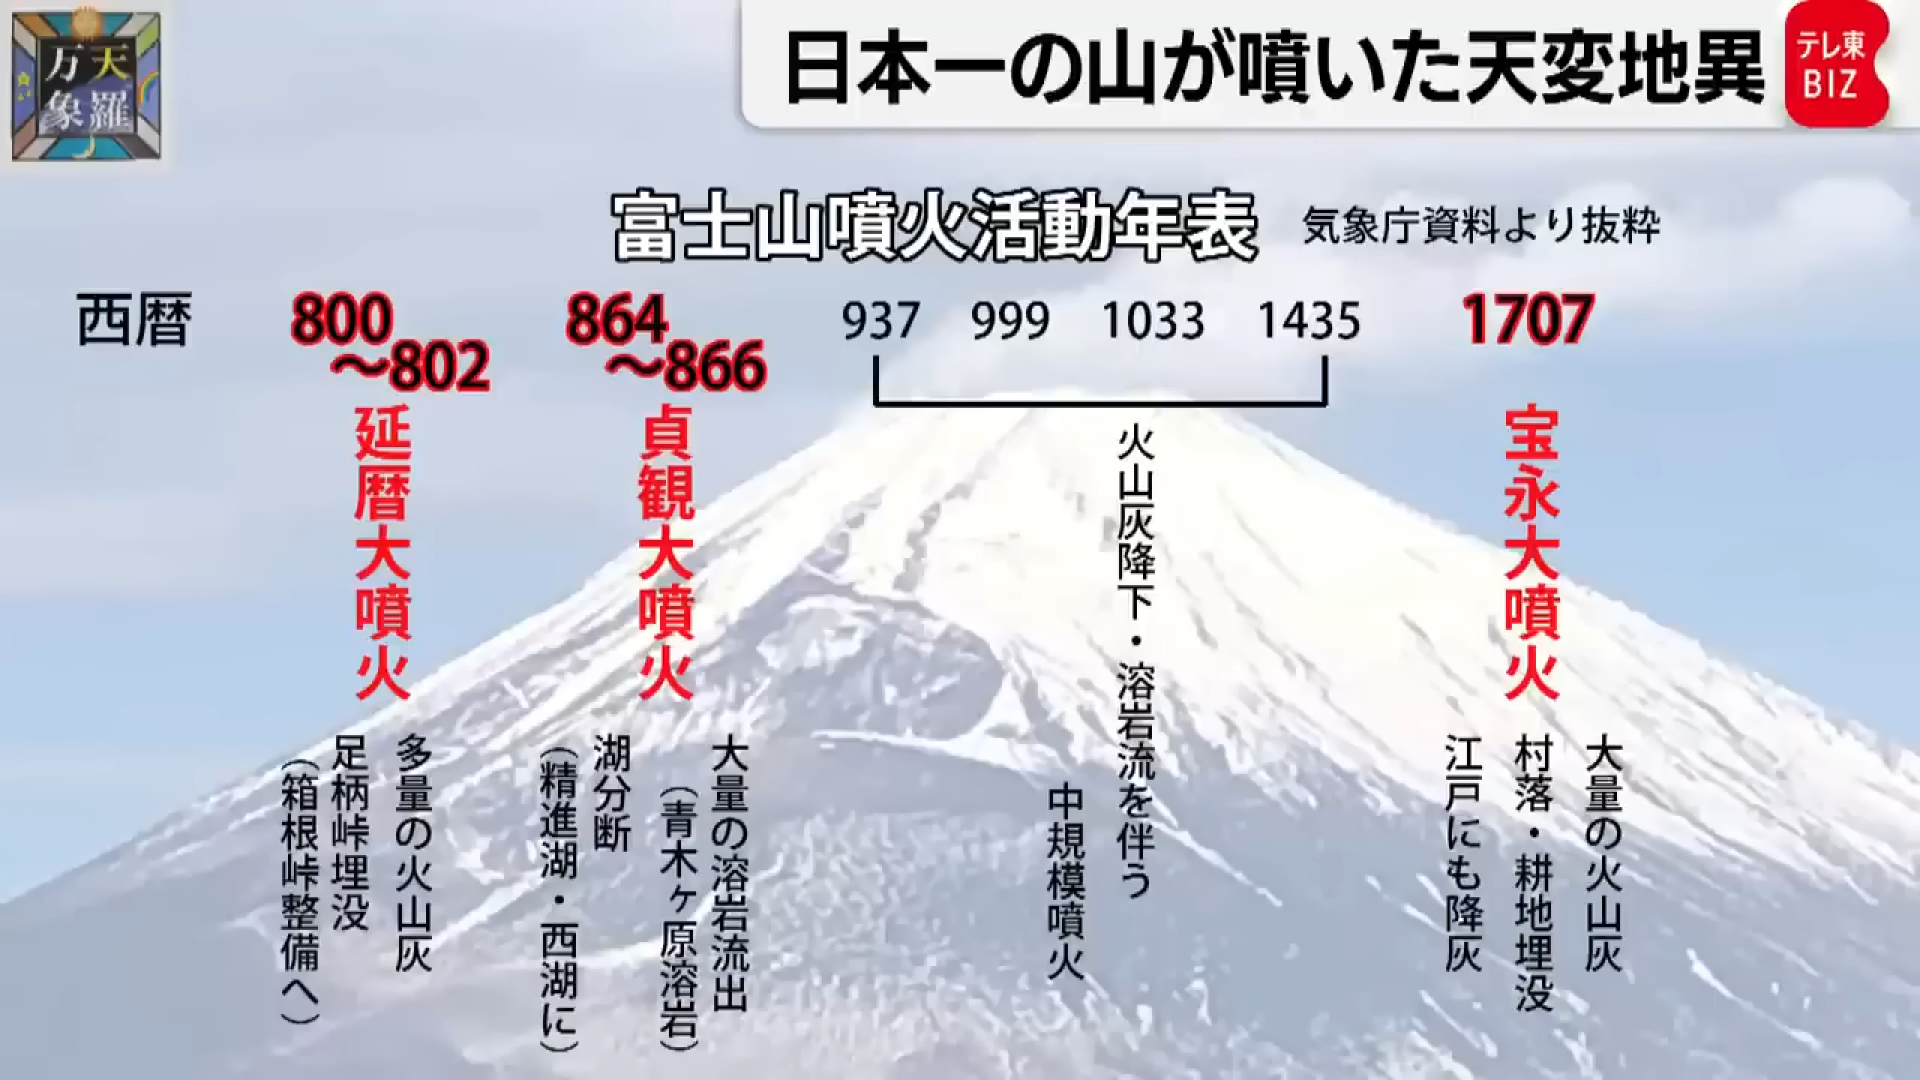 天羅
万象
日本一の山が噴いた天変地異
テレ東
BIZ
富士山噴火活動年表
気象庁資料より抜粋
西暦
800
～802
延暦大噴火
多量の火山灰
足柄峠埋没
（箱根峠整備へ）
864
～866
貞観大噴火
大量の溶岩流出
（青木ヶ原溶岩）
湖分断
（精進湖・西湖に）
937 999 1033 1435
火山灰降下・溶岩流を伴う
中規模噴火
1707
宝永大噴火
大量の火山灰
村落・耕地埋没
江戸にも降灰